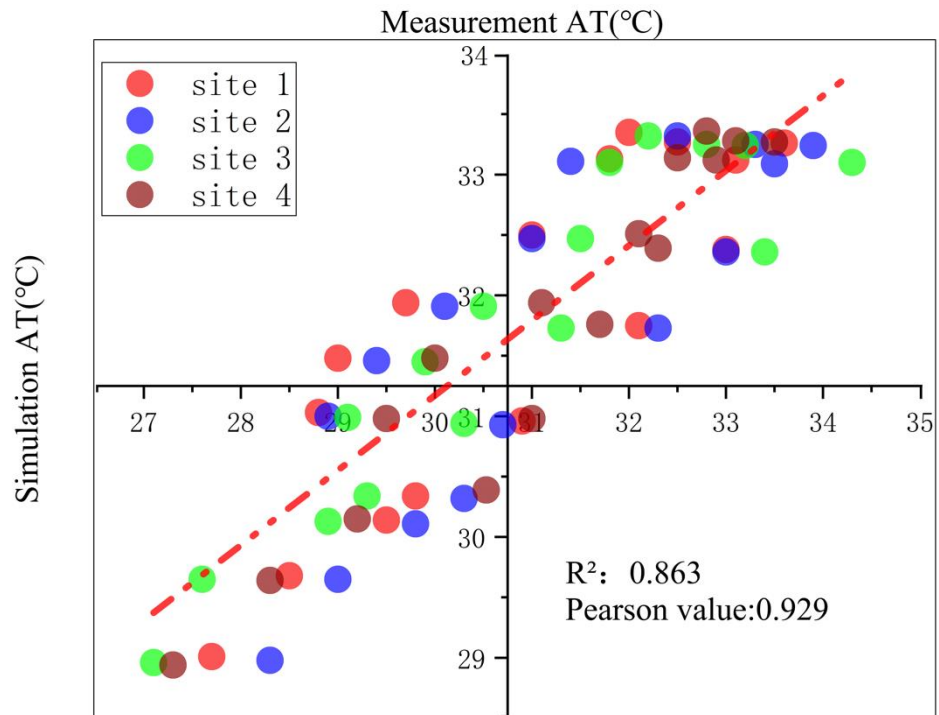 Measurement AT(℃)
34
site 1
site 2
site 3
site 4
33
32
27 28 29 30 31 31 32 33 34 35
Simulation AT(℃)
30
R²：0.863
Pearson value:0.929
29